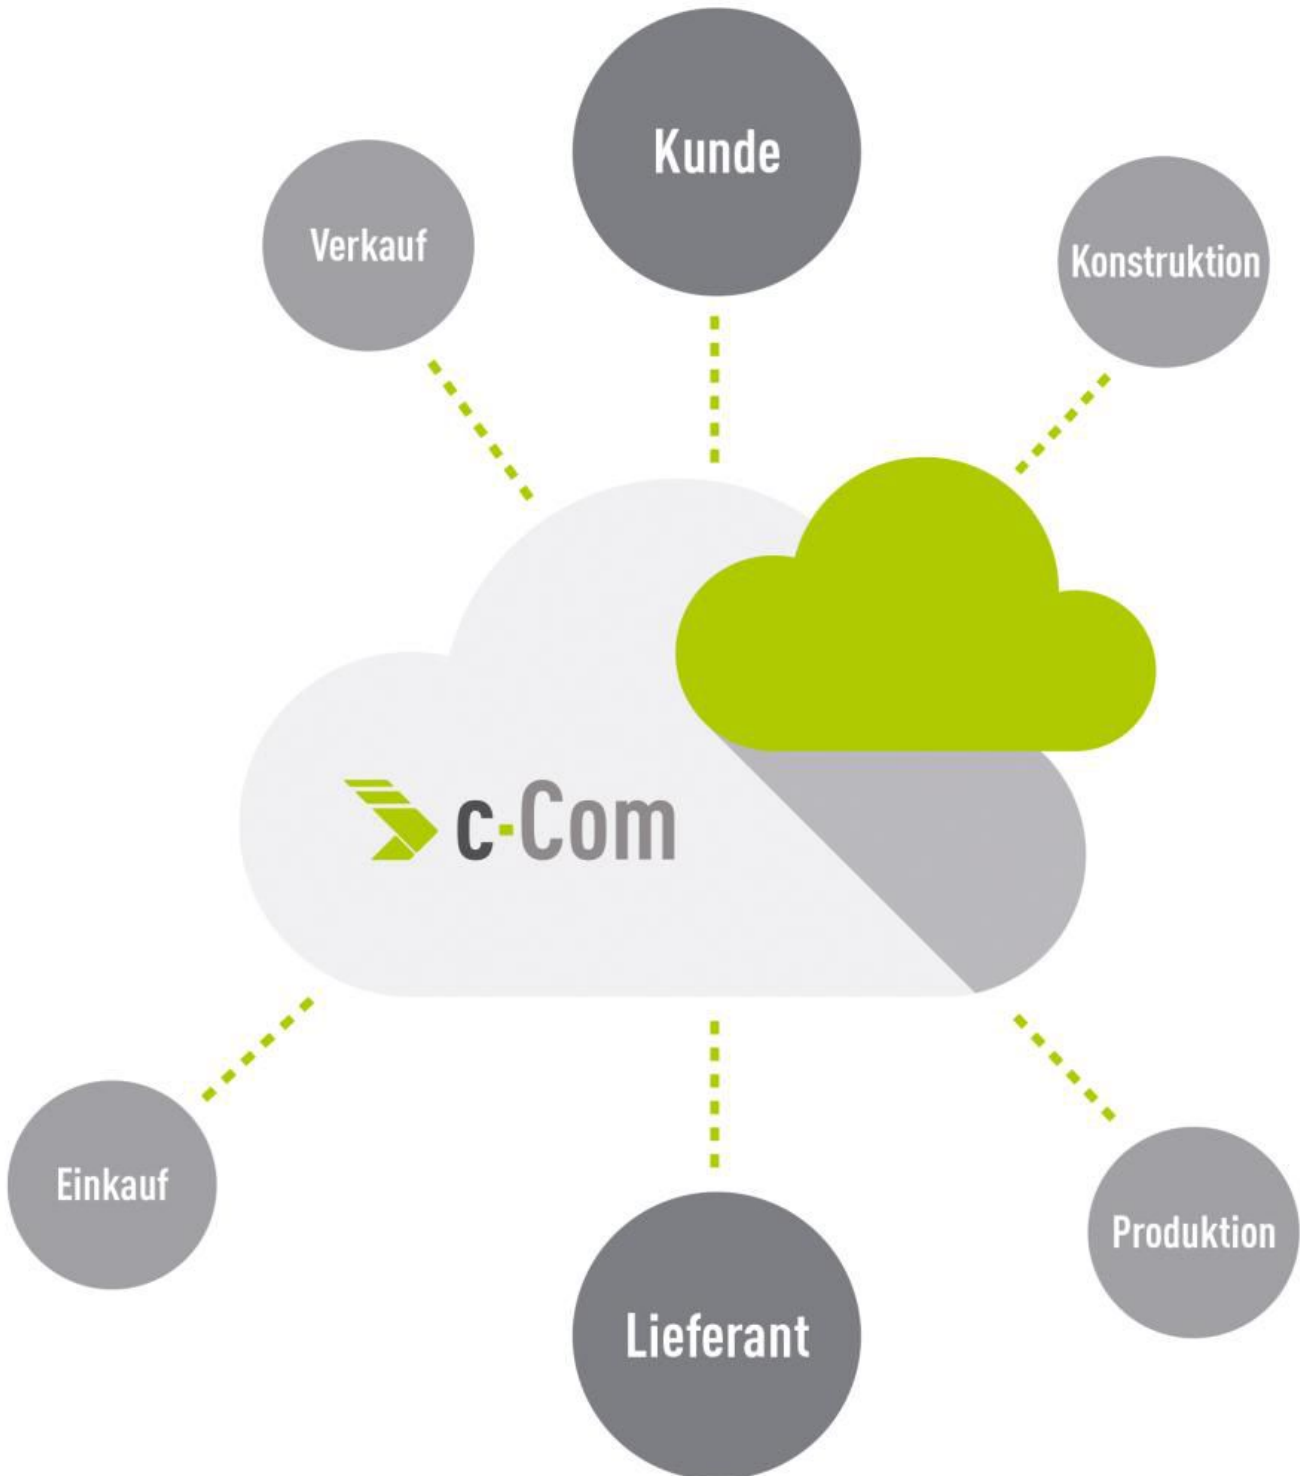 Kunde
Verkauf
Konstruktion
c-Com
Einkauf
Produktion
Lieferant